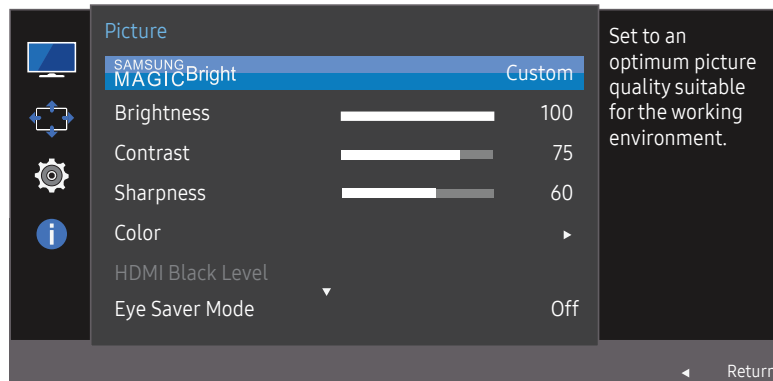 Picture
SAMSUNG
MAGICBright Custom
Brightness 100
Contrast 75
Sharpness 60
Color ►
HDMI Black Level
▼
Eye Saver Mode Off
Set to an
optimum picture
quality suitable
for the working
environment.
◄ Return